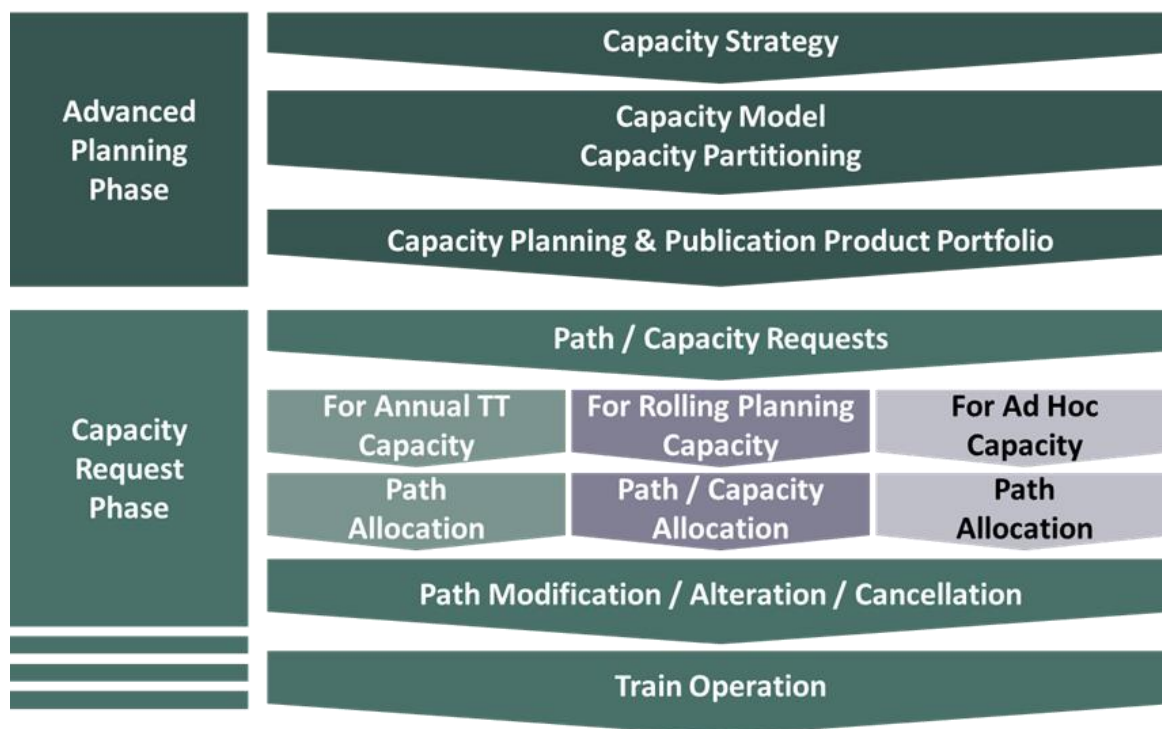 Advanced
Planning
Phase
Capacity Strategy
Capacity Model
Capacity Partitioning
Capacity Planning & Publication Product Portfolio
Capacity
Request
Phase
Path / Capacity Requests
For Annual TT
Capacity
For Rolling Planning
Capacity
For Ad Hoc
Capacity
Path
Allocation
Path / Capacity
Allocation
Path
Allocation
Path Modification / Alteration / Cancellation
Train Operation